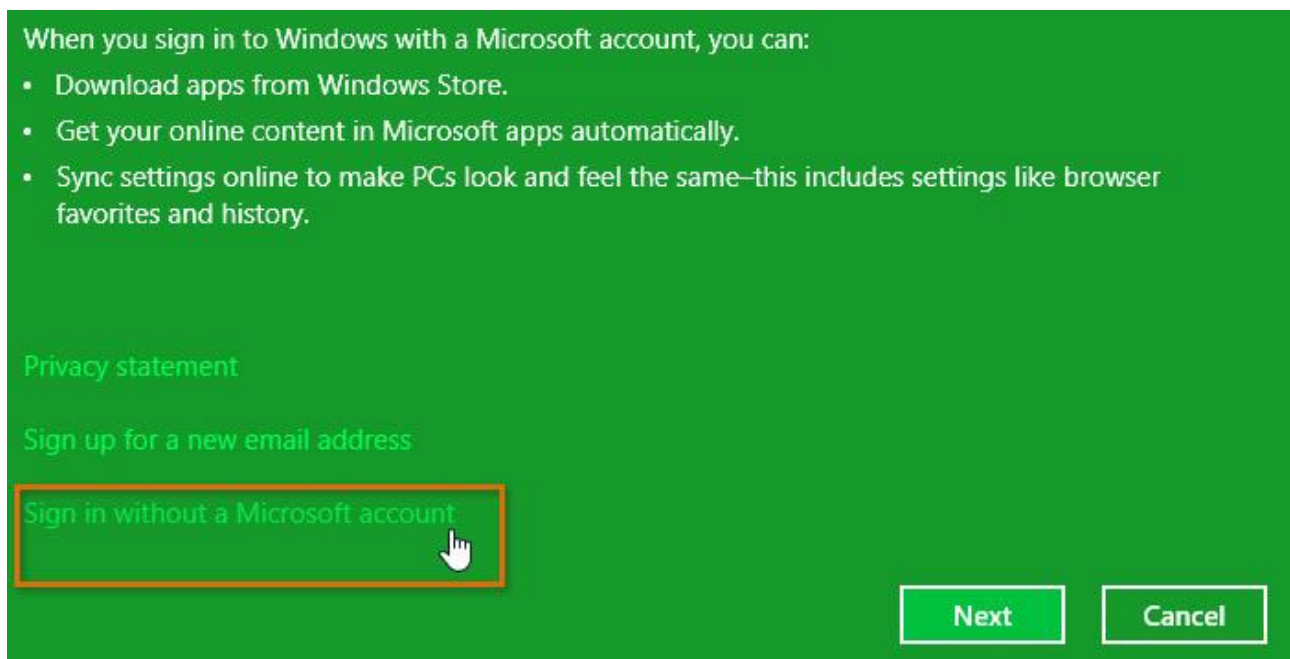 When you sign in to Windows with a Microsoft account, you can:
• Download apps from Windows Store.
• Get your online content in Microsoft apps automatically.
• Sync settings online to make PCs look and feel the same–this includes settings like browser
favorites and history.
Privacy statement
Sign up for a new email address
Sign in without a Microsoft account
Next
Cancel